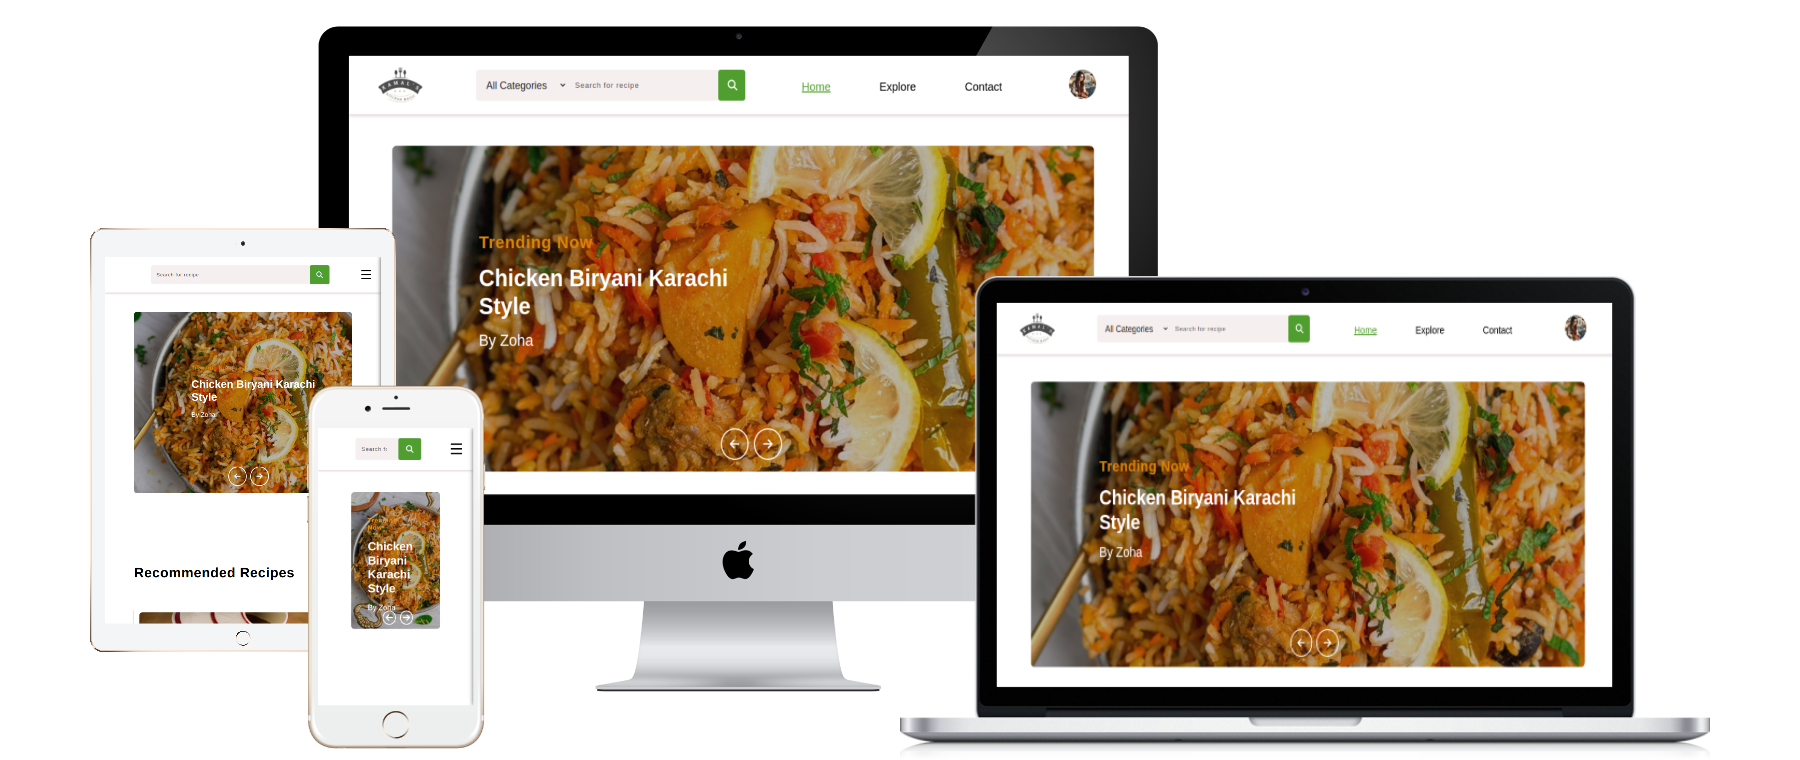 KAMAL'S
All Categories
Search for recipe
Home
Explore
Contact
Trending Now
Chicken Biryani Karachi
Style
By Zoha
Search for recipe
Chicken Biryani Karachi
Style
By Zoha
Recommended Recipes
Search f
Trending
Now
Chicken
Biryani
Karachi
Style
By Zoha
KAMAL'S
All Categories
Search for recipe
Home
Explore
Contact
Trending Now
Chicken Biryani Karachi
Style
By Zoha